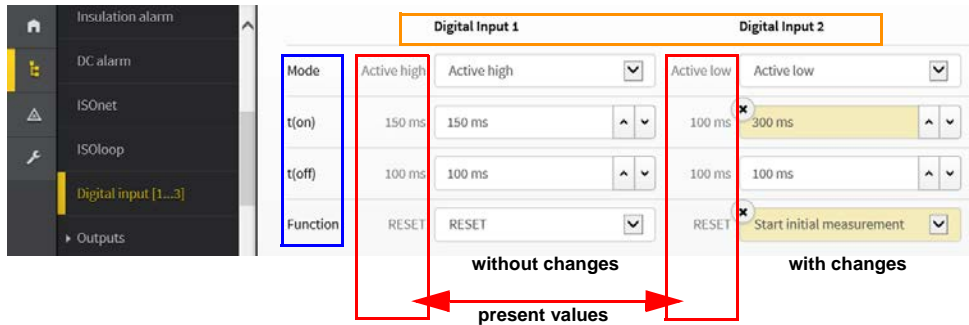 Insulation alarm
DC alarm
ISOnet
ISOloop
Digital input [1...3]
Outputs
Digital Input 1 Digital Input 2
Mode Active high Active high Active low Active low
t(on) 150 ms 150 ms 100 ms 300 ms
t(off) 100 ms 100 ms 100 ms 100 ms
Function RESET RESET RESET Start initial measurement
without changes with changes
present values